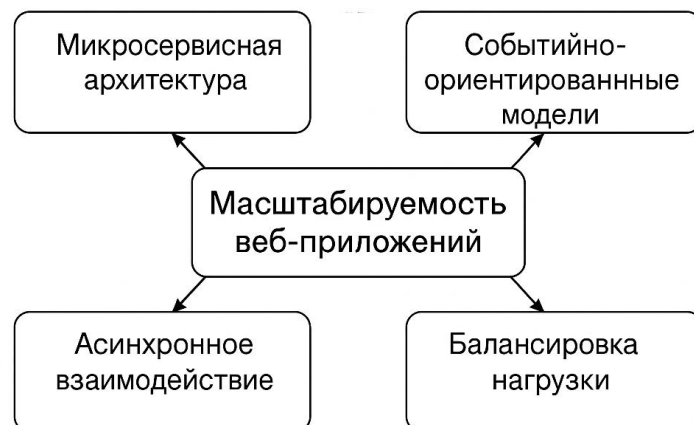 Микросервисная
архитектура
Событийно-
ориентированнные
модели
Масштабируемость
веб-приложений
Асинхронное
взаимодействие
Балансировка
нагрузки